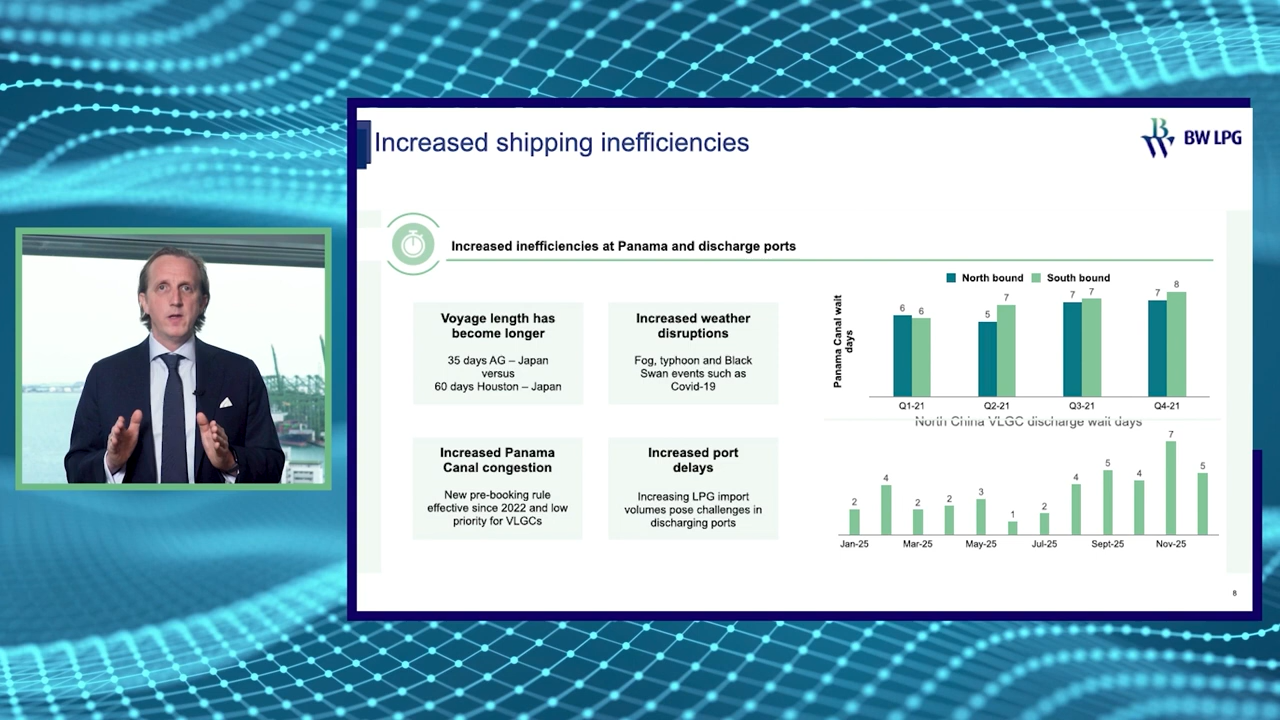 Increased shipping inefficiencies
BW LPG
Increased inefficiencies at Panama and discharge ports
Voyage length has
become longer
35 days AG – Japan
versus
60 days Houston – Japan
Increased weather
disruptions
Fog, typhoon and Black
Swan events such as
Covid-19
Increased Panama
Canal congestion
New pre-booking rule
effective since 2022 and low
priority for VLGCs
Increased port
delays
Increasing LPG import
volumes pose challenges in
discharging ports
North bound South bound
Panama Canal wait
days
6 6 5 7 7 7 7 8
Q1-21 Q2-21 Q3-21 Q4-21
North China VLGC discharge wait days
2 4 2 2 3 1 2 4 5 4 7 5
Jan-25 Mar-25 May-25 Jul-25 Sept-25 Nov-25
8